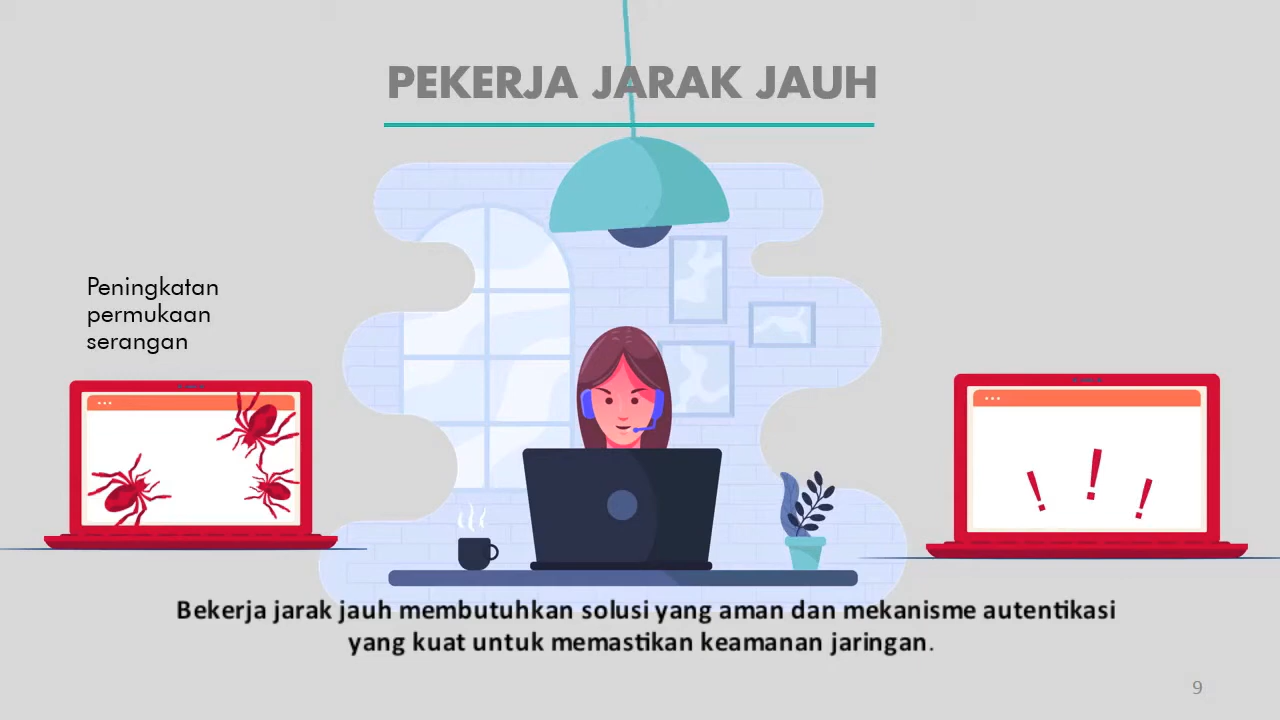 PEKERJA JARAK JAUH
Peningkatan
permukaan
serangan
! ! !
Bekerja jarak jauh membutuhkan solusi yang aman dan mekanisme autentikasi
yang kuat untuk memastikan keamanan jaringan.
9